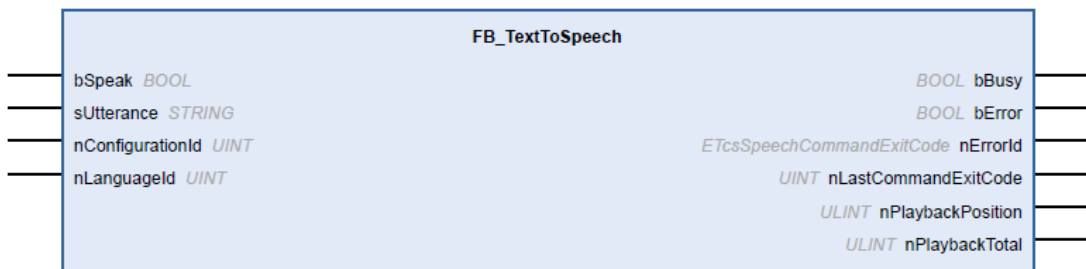 FB_TextToSpeech
bSpeak BOOL BOOL bBusy
sUtterance STRING BOOL bError
nConfigurationId UINT ETcsSpeechCommandExitCode nErrorId
nLanguageId UINT UINT nLastCommandExitCode
ULINT nPlaybackPosition
ULINT nPlaybackTotal